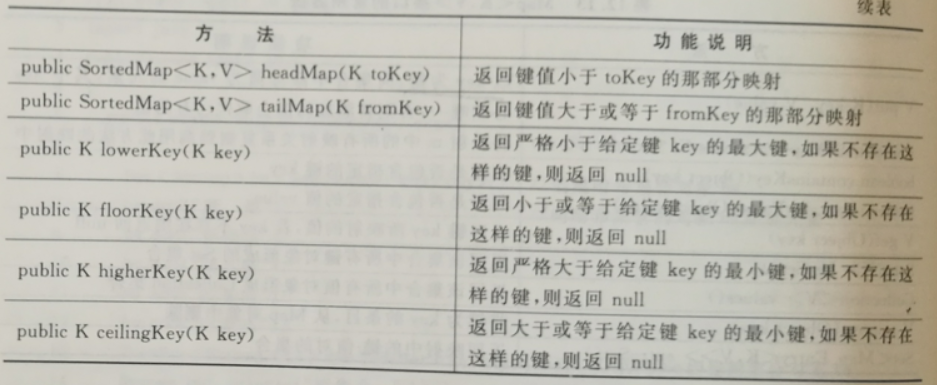 续表
方 法 功能说明
public SortedMap<K,V> headMap(K toKey) 返回键值小于 toKey 的那部分映射
public SortedMap<K,V> tailMap(K fromKey) 返回键值大于或等于 fromKey 的那部分映射
public K lowerKey(K key) 返回严格小于给定键 key 的最大键,如果不存在这
样的键,则返回 null
public K floorKey(K key) 返回小于或等于给定键 key 的最大键,如果不存在
这样的键,则返回 null
public K higherKey(K key) 返回严格大于给定键 key 的最小键,如果不存在这
样的键,则返回 null
public K ceilingKey(K key) 返回大于或等于给定键 key 的最小键,如果不存在
这样的键,则返回 null